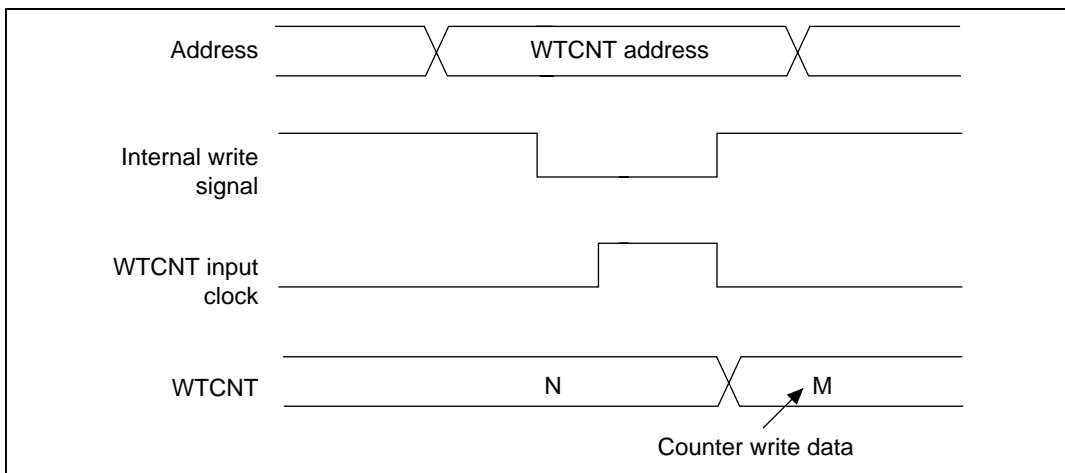 Address
WTCNT address
Internal write
signal
WTCNT input
clock
WTCNT
N
M
Counter write data